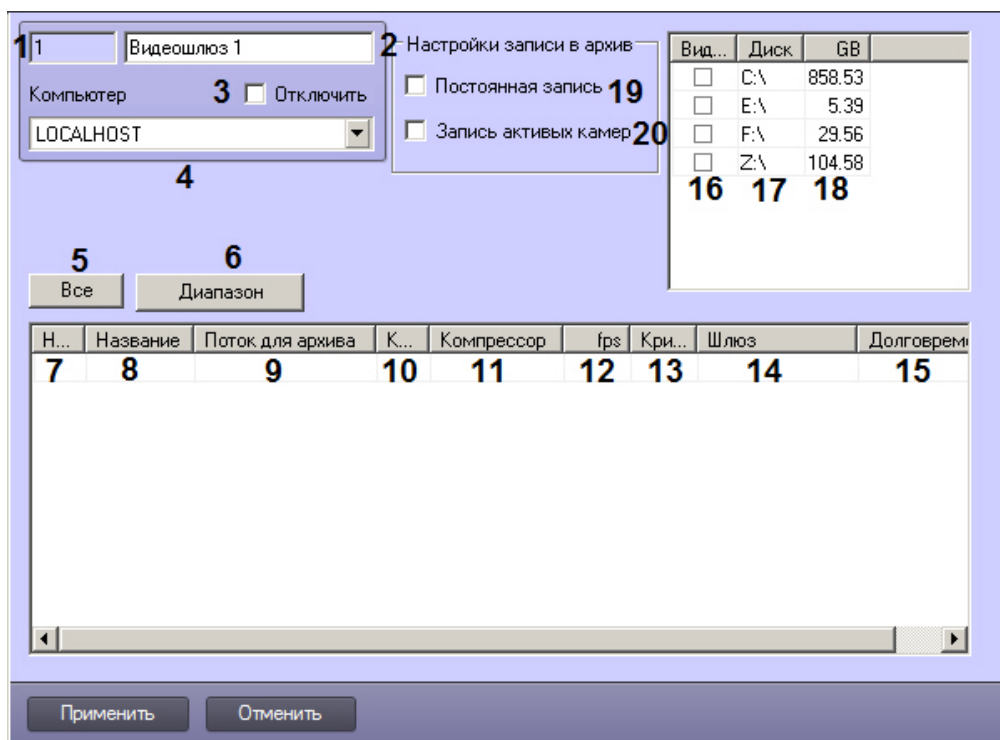 1 1 Видеошлюз 1 2
Компьютер 3 Отключить
LOCALHOST
4
Настройки записи в архив
Постоянная запись 19
Запись активных камер 20
Вид... Диск GB
C:\ 858.53
E:\ 5.39
F:\ 29.56
Z:\ 104.58
16 17 18
5 6
Все Диапазон
Н... Название Поток для архива К... Компрессор fps Кри... Шлюз Долговрем
7 8 9 10 11 12 13 14 15
Применить Отменить